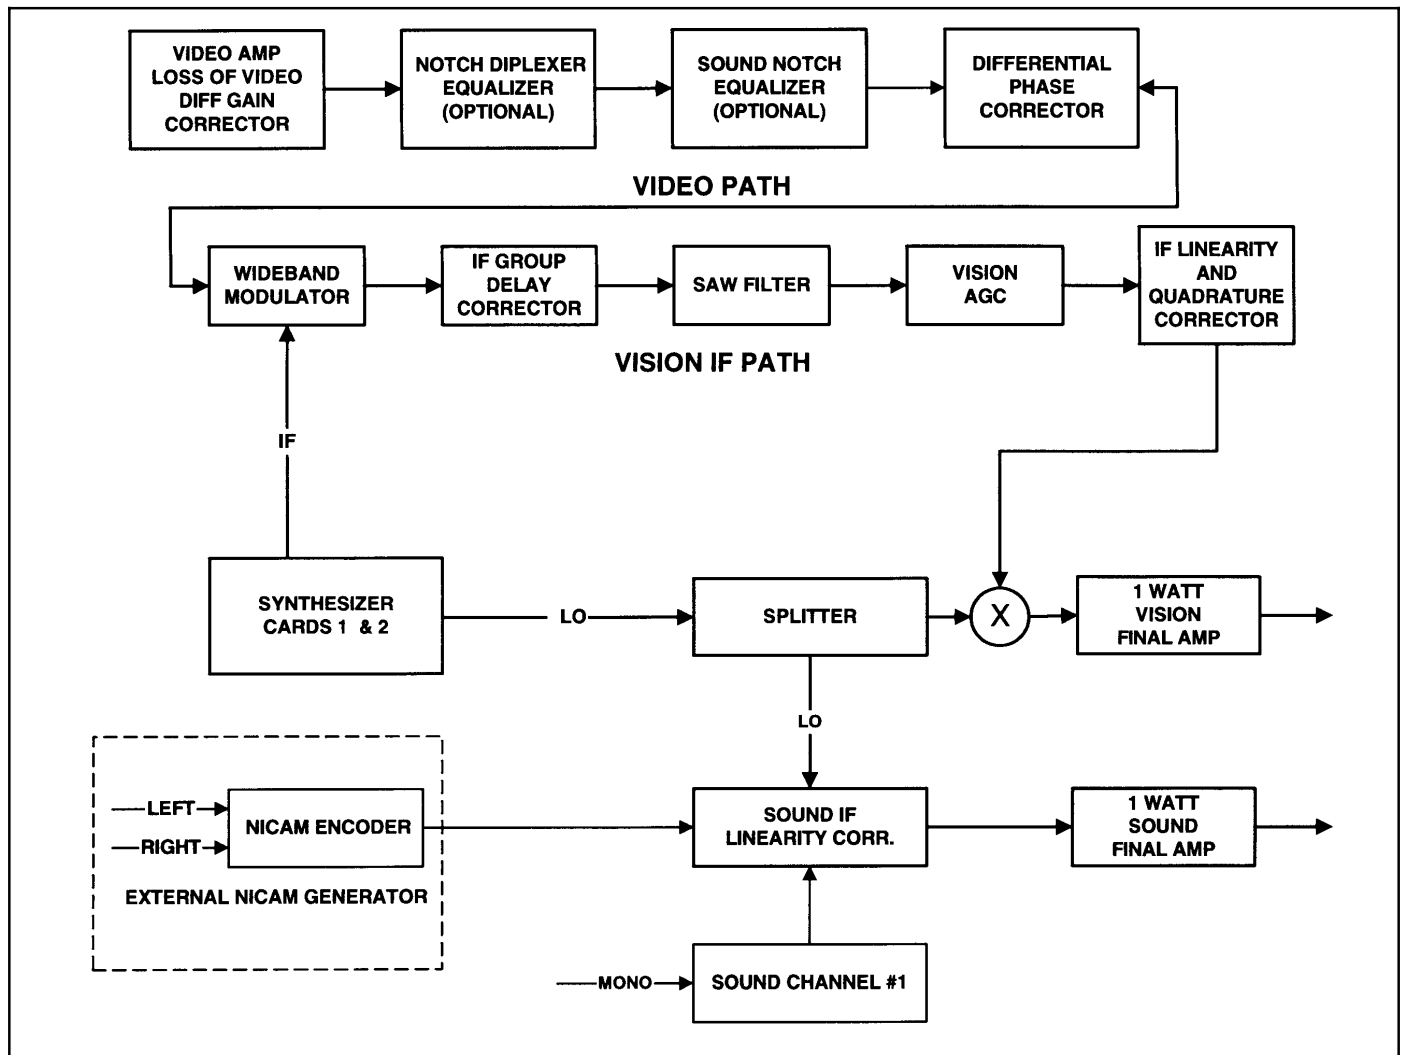 VIDEO AMP
LOSS OF VIDEO
DIFF GAIN
CORRECTOR
NOTCH DIPLEXER
EQUALIZER
(OPTIONAL)
SOUND NOTCH
EQUALIZER
(OPTIONAL)
DIFFERENTIAL
PHASE
CORRECTOR
VIDEO PATH
WIDEBAND
MODULATOR
IF GROUP
DELAY
CORRECTOR
SAW FILTER
VISION
AGC
IF LINEARITY
AND
QUADRATURE
CORRECTOR
VISION IF PATH
IF
SYNTHESIZER
CARDS 1 & 2
LO
SPLITTER
X
1 WATT
VISION
FINAL AMP
LO
LEFT
RIGHT
NICAM ENCODER
EXTERNAL NICAM GENERATOR
SOUND IF
LINEARITY CORR.
1 WATT
SOUND
FINAL AMP
MONO
SOUND CHANNEL #1